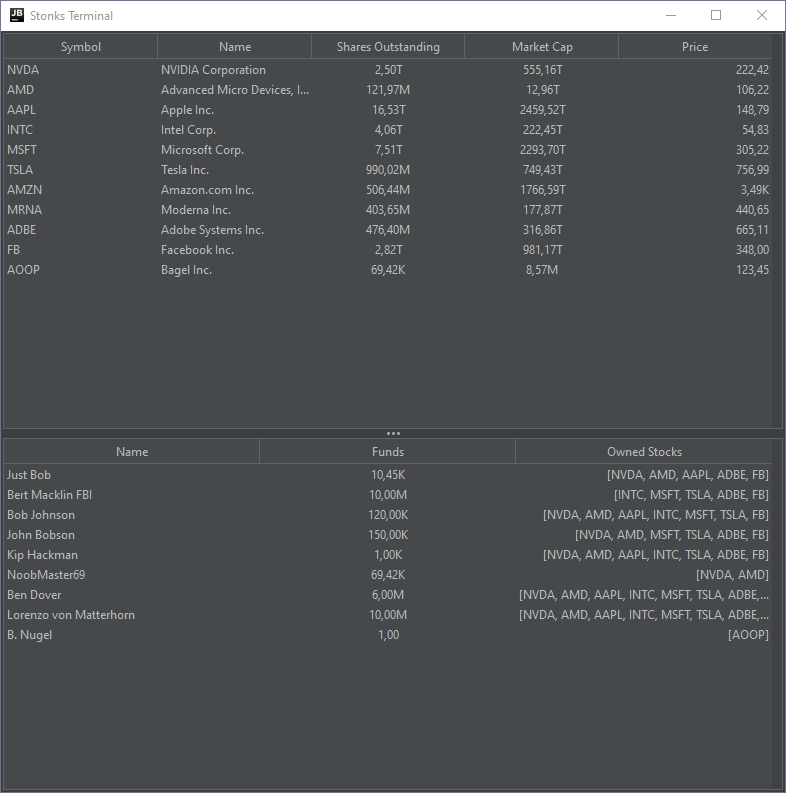 JB Stonks Terminal
Symbol Name Shares Outstanding Market Cap Price
NVDA NVIDIA Corporation 2,50T 555,16T 222,42
AMD Advanced Micro Devices, I... 121,97M 12,96T 106,22
AAPL Apple Inc. 16,53T 2459,52T 148,79
INTC Intel Corp. 4,06T 222,45T 54,83
MSFT Microsoft Corp. 7,51T 2293,70T 305,22
TSLA Tesla Inc. 990,02M 749,43T 756,99
AMZN Amazon.com Inc. 506,44M 1766,59T 3,49K
MRNA Moderna Inc. 403,65M 177,87T 440,65
ADBE Adobe Systems Inc. 476,40M 316,86T 665,11
FB Facebook Inc. 2,82T 981,17T 348,00
AOOP Bagel Inc. 69,42K 8,57M 123,45
Name Funds Owned Stocks
Just Bob 10,45K [NVDA, AMD, AAPL, ADBE, FB]
Bert Macklin FBI 10,00M [INTC, MSFT, TSLA, ADBE, FB]
Bob Johnson 120,00K [NVDA, AMD, AAPL, INTC, MSFT, TSLA, FB]
John Bobson 150,00K [NVDA, AMD, MSFT, TSLA, ADBE, FB]
Kip Hackman 1,00K [NVDA, AMD, AAPL, INTC, TSLA, ADBE, FB]
NoobMaster69 69,42K [NVDA, AMD]
Ben Dover 6,00M [NVDA, AMD, AAPL, INTC, MSFT, TSLA, ADBE,...
Lorenzo von Matterhorn 10,00M [NVDA, AMD, AAPL, INTC, MSFT, TSLA, ADBE,...
B. Nugel 1,00 [AOOP]